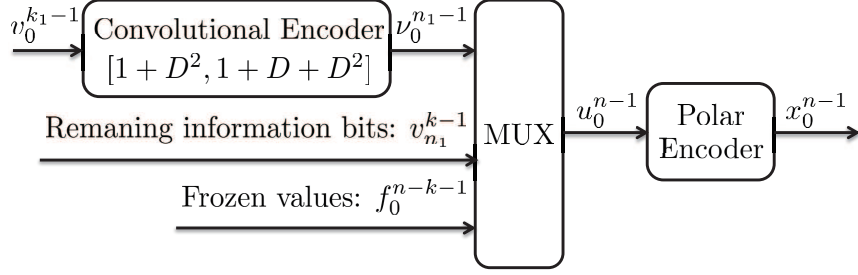 v_0^{k_1-1}
Convolutional Encoder
[1 + D^2, 1 + D + D^2]
ν_0^{n_1-1}
Remaning information bits: v_{n_1}^{k-1}
Frozen values: f_0^{n-k-1}
MUX
u_0^{n-1}
Polar
Encoder
x_0^{n-1}